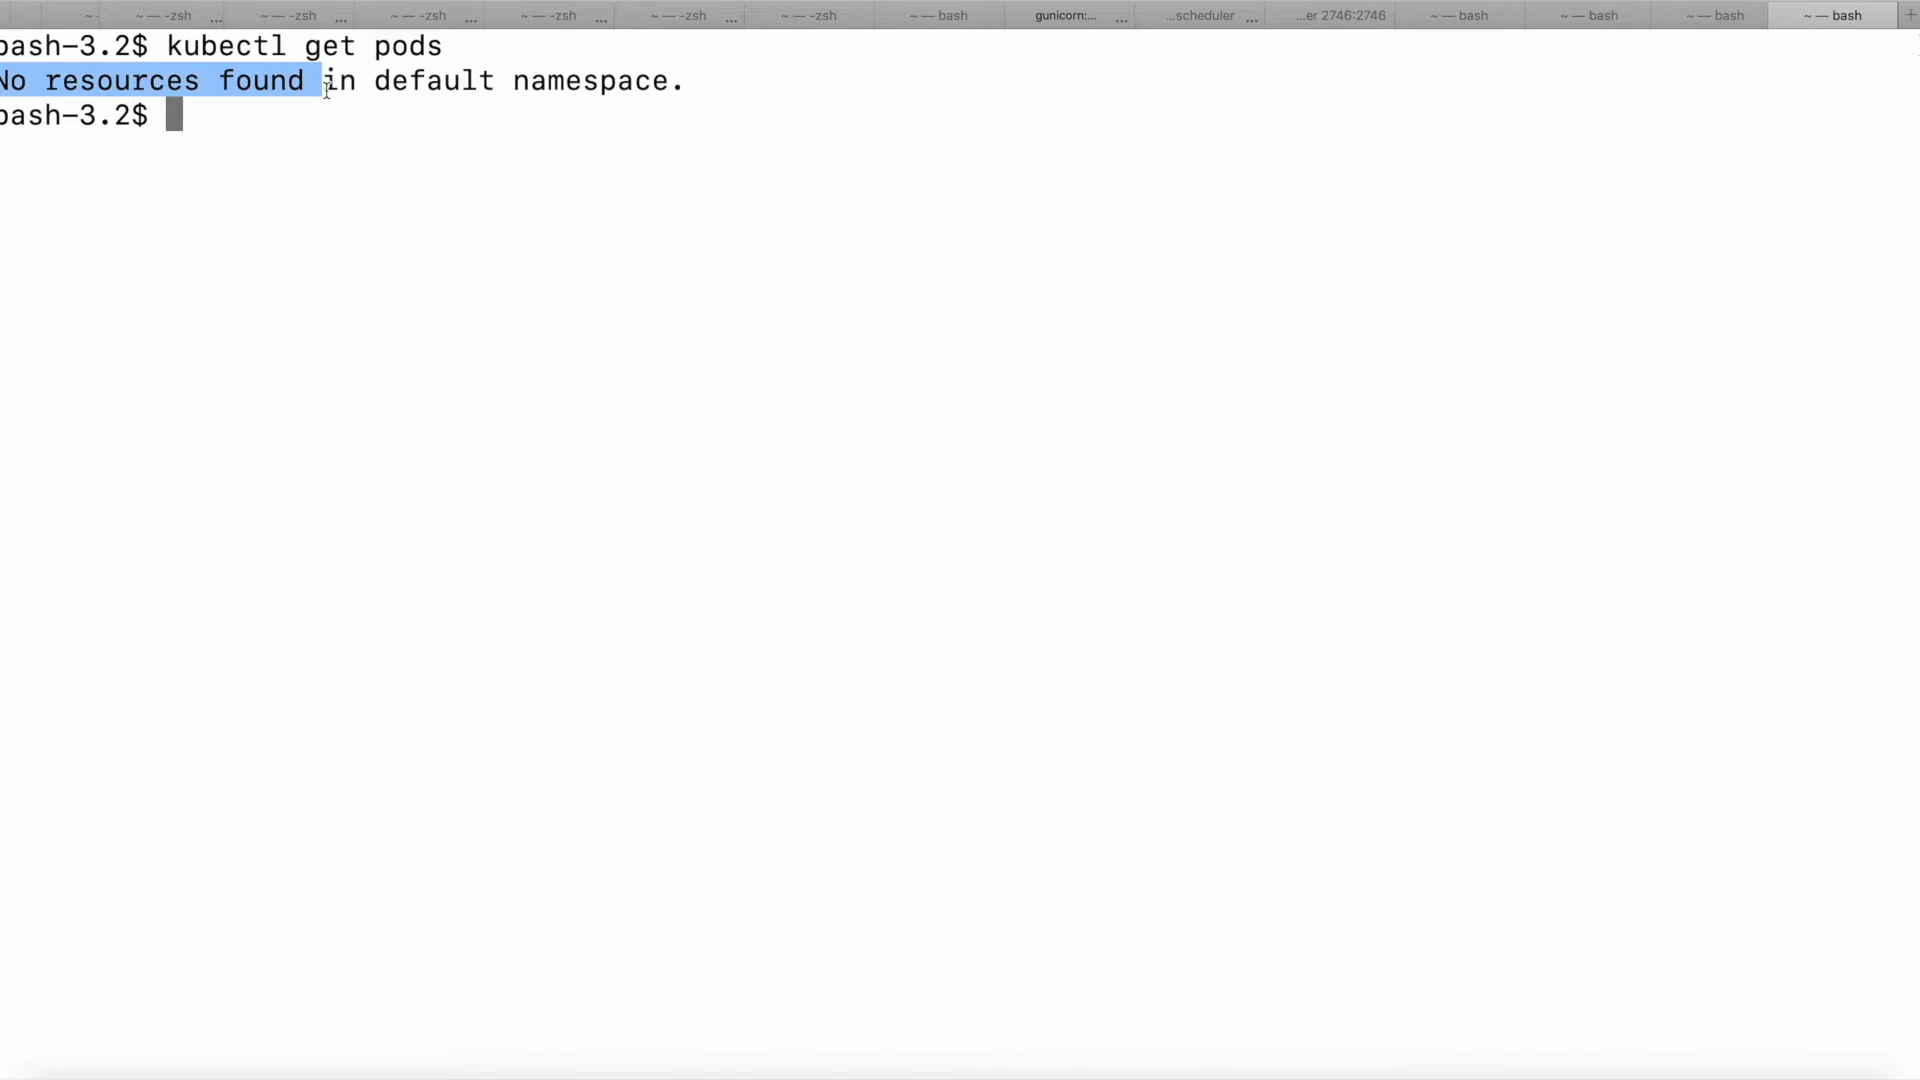 ~ — -zsh ... ~ — -zsh ... ~ — -zsh ... ~ — -zsh ... ~ — -zsh ... ~ — -zsh ~ — bash gunicorn:... ... ...scheduler ... ...er 2746:2746 ~ — bash ~ — bash ~ — bash ~ — bash +
bash-3.2$ kubectl get pods
No resources found in default namespace.
bash-3.2$